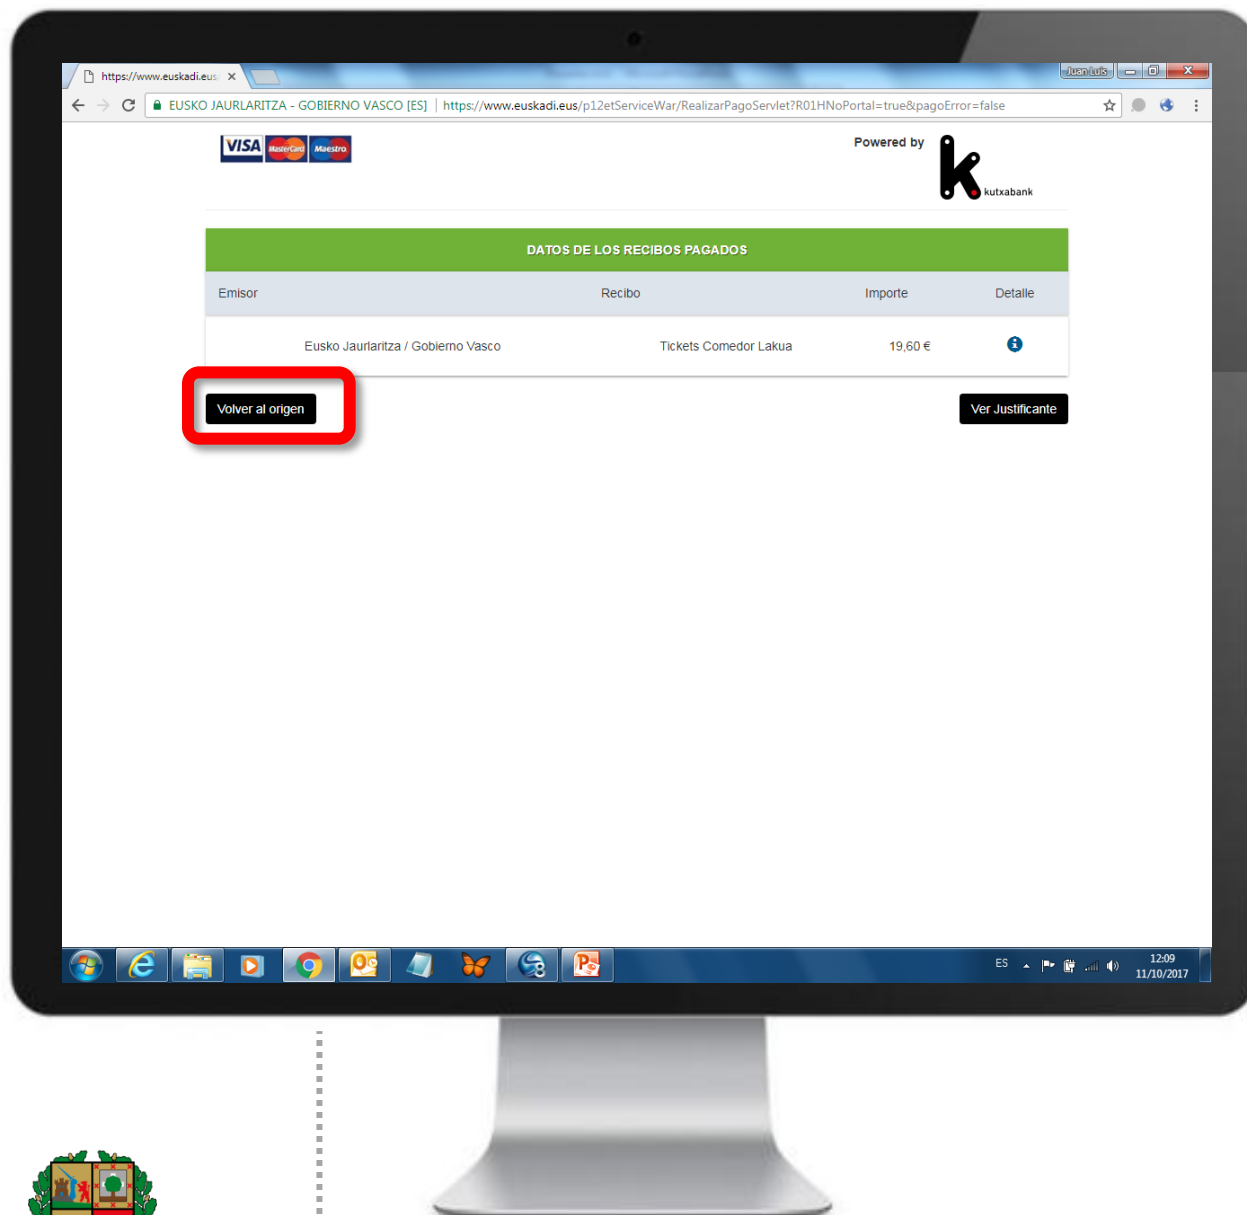 https://www.euskadi.eus
Juan Luis
EUSKO JAURLARITZA - GOBIERNO VASCO [ES] | https://www.euskadi.eus/p12etServiceWar/RealizarPagoServlet?R01HNoPortal=true&pagoError=false
VISA MasterCard Maestro
Powered by
kutxabank
DATOS DE LOS RECIBOS PAGADOS
Emisor Recibo Importe Detalle
Eusko Jaurlaritza / Gobierno Vasco Tickets Comedor Lakua 19,60 €
Volver al origen Ver Justificante
ES 12:09
11/10/2017